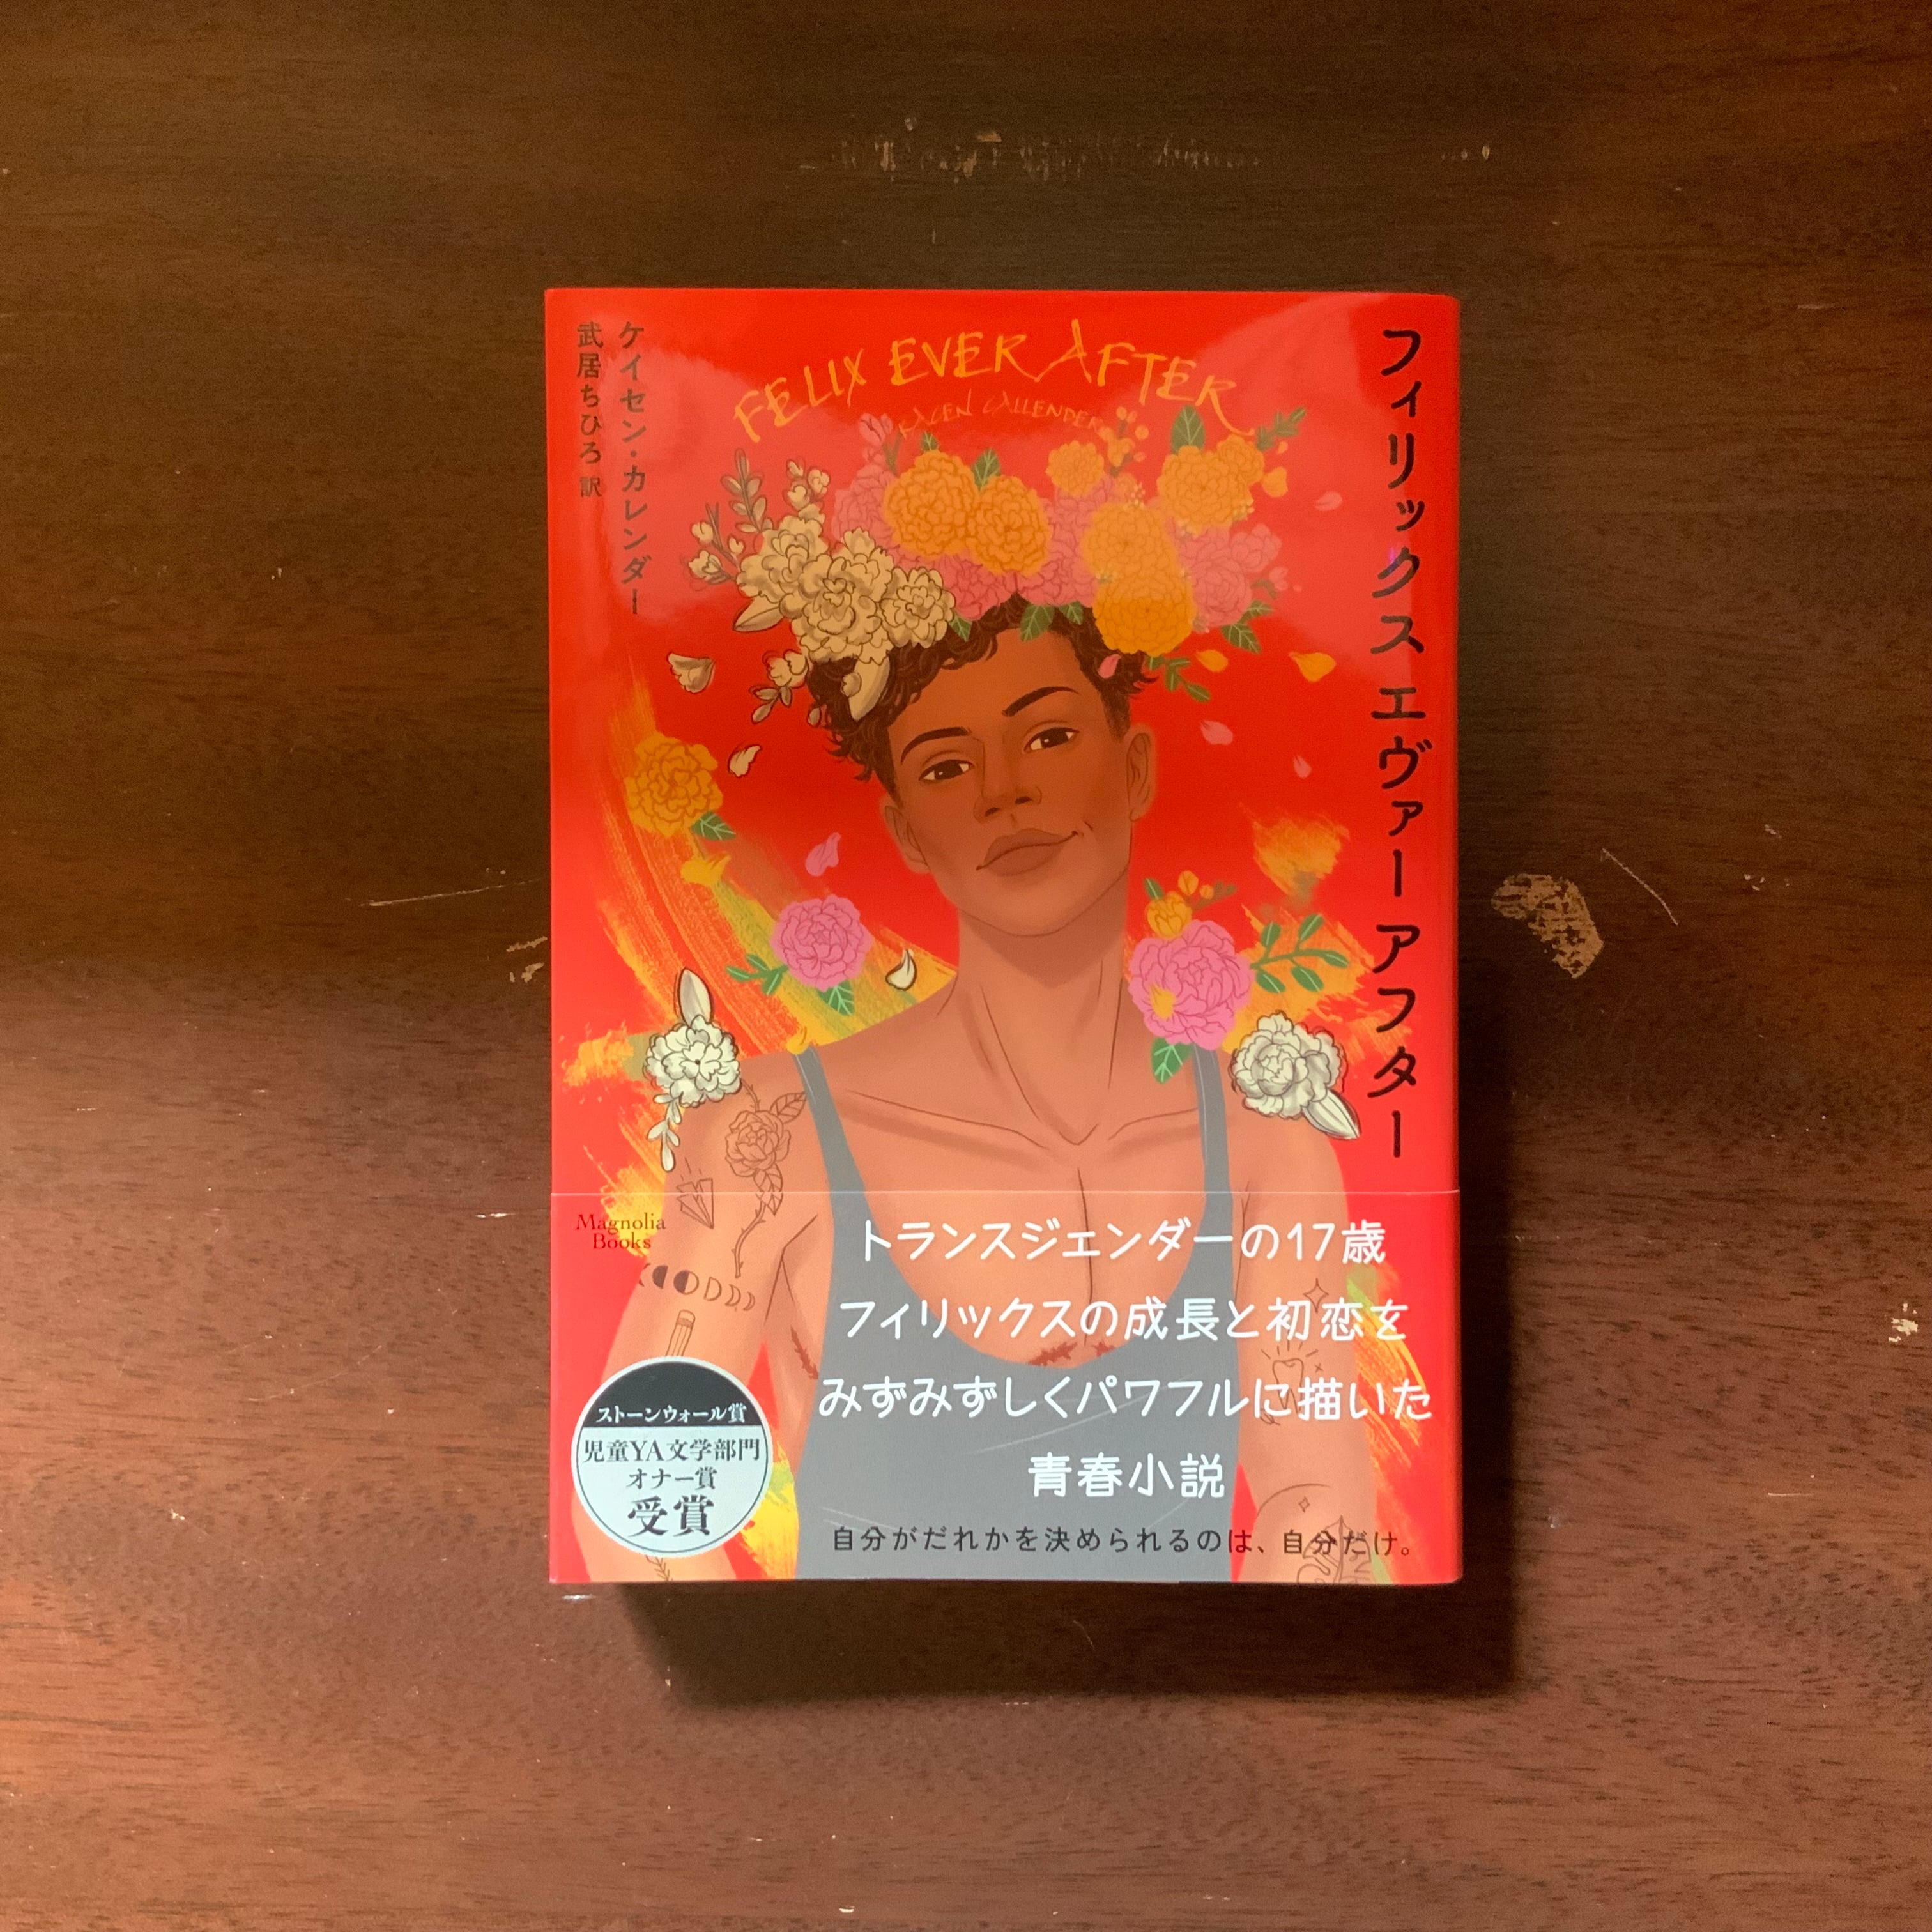 フィリックス エヴァー アフター
FELIX EVER AFTER
KACEN CALLENDER
ケイセン・カレンダー
武居ちひろ 訳
Magnolia
Books
トランスジェンダーの17歳
フィリックスの成長と初恋を
みずみずしくパワフルに描いた
青春小説
自分がだれかを決められるのは、自分だけ。
ストーンウォール賞
児童YA文学部門
オナー賞
受賞